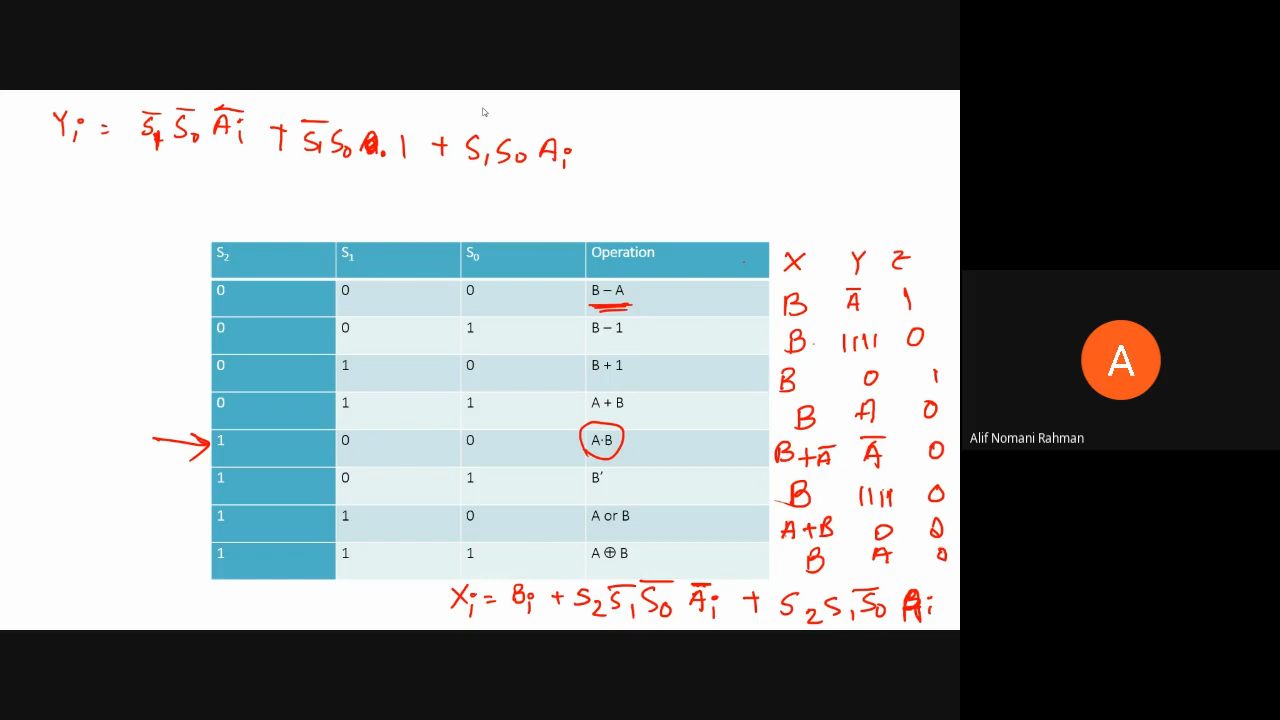 Yi = S̅1 S̅0 A̅i + S̅1 S0 . 1 + S1 S0 Ai
S₂ S₁ S₀ Operation X Y Z
0 0 0 B – A B A̅ 1
0 0 1 B – 1 B 1111 0
0 1 0 B + 1 B 0 1
0 1 1 A + B B A 0
1 0 0 A·B B+A̅ A̅ 0
1 0 1 B′ B 1111 0
1 1 0 A or B A+B 0 0
1 1 1 A ⊕ B B A 0
Xi = Bi + S2 S̅1 S̅0 A̅i + S2 S1 S̅0 Ai
A
Alif Nomani Rahman